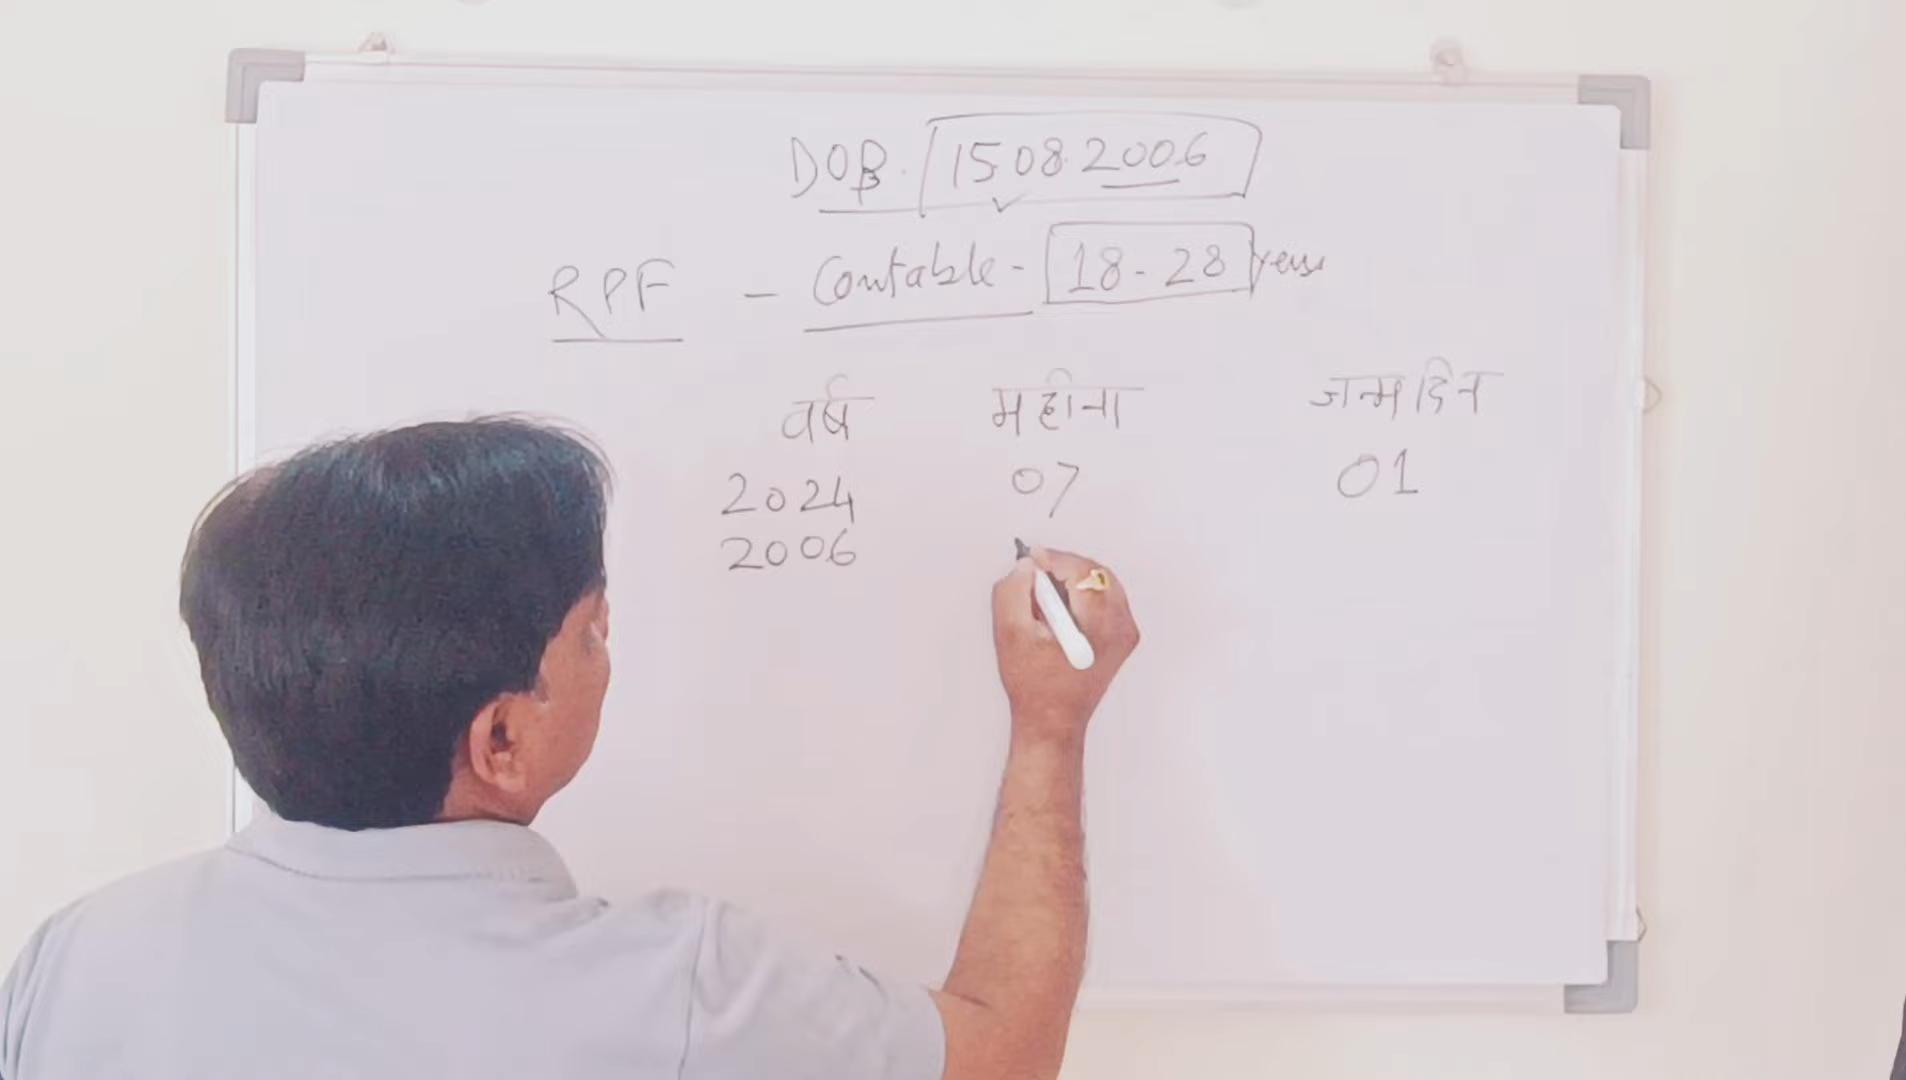 DOB. 15.08.2006
RPF - Contable - 18-28 Years
वर्ष महीना जन्मदिन
2024 07 01
2006